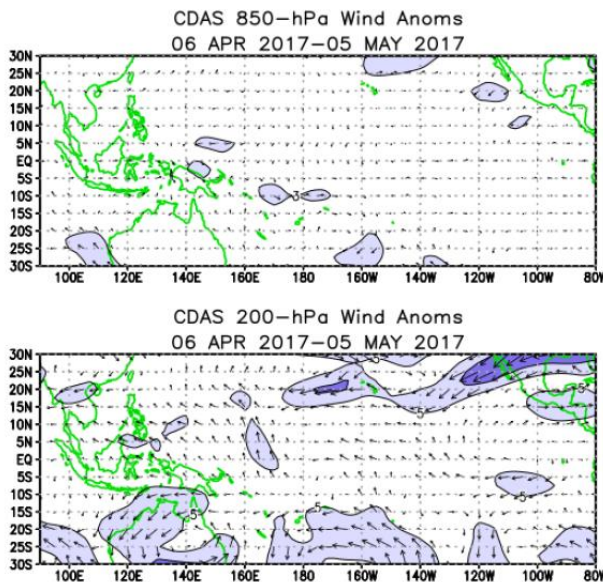 CDAS 850-hPa Wind Anoms
06 APR 2017-05 MAY 2017
30N
25N
20N
15N
10N
5N
EQ
5S
10S
15S
20S
25S
30S
3
100E 120E 140E 160E 180 160W 140W 120W 100W 80W
CDAS 200-hPa Wind Anoms
06 APR 2017-05 MAY 2017
30N
25N
20N
15N
10N
5N
EQ
5S
10S
15S
20S
25S
30S
5
5
5
5
5
5
100E 120E 140E 160E 180 160W 140W 120W 100W 80W